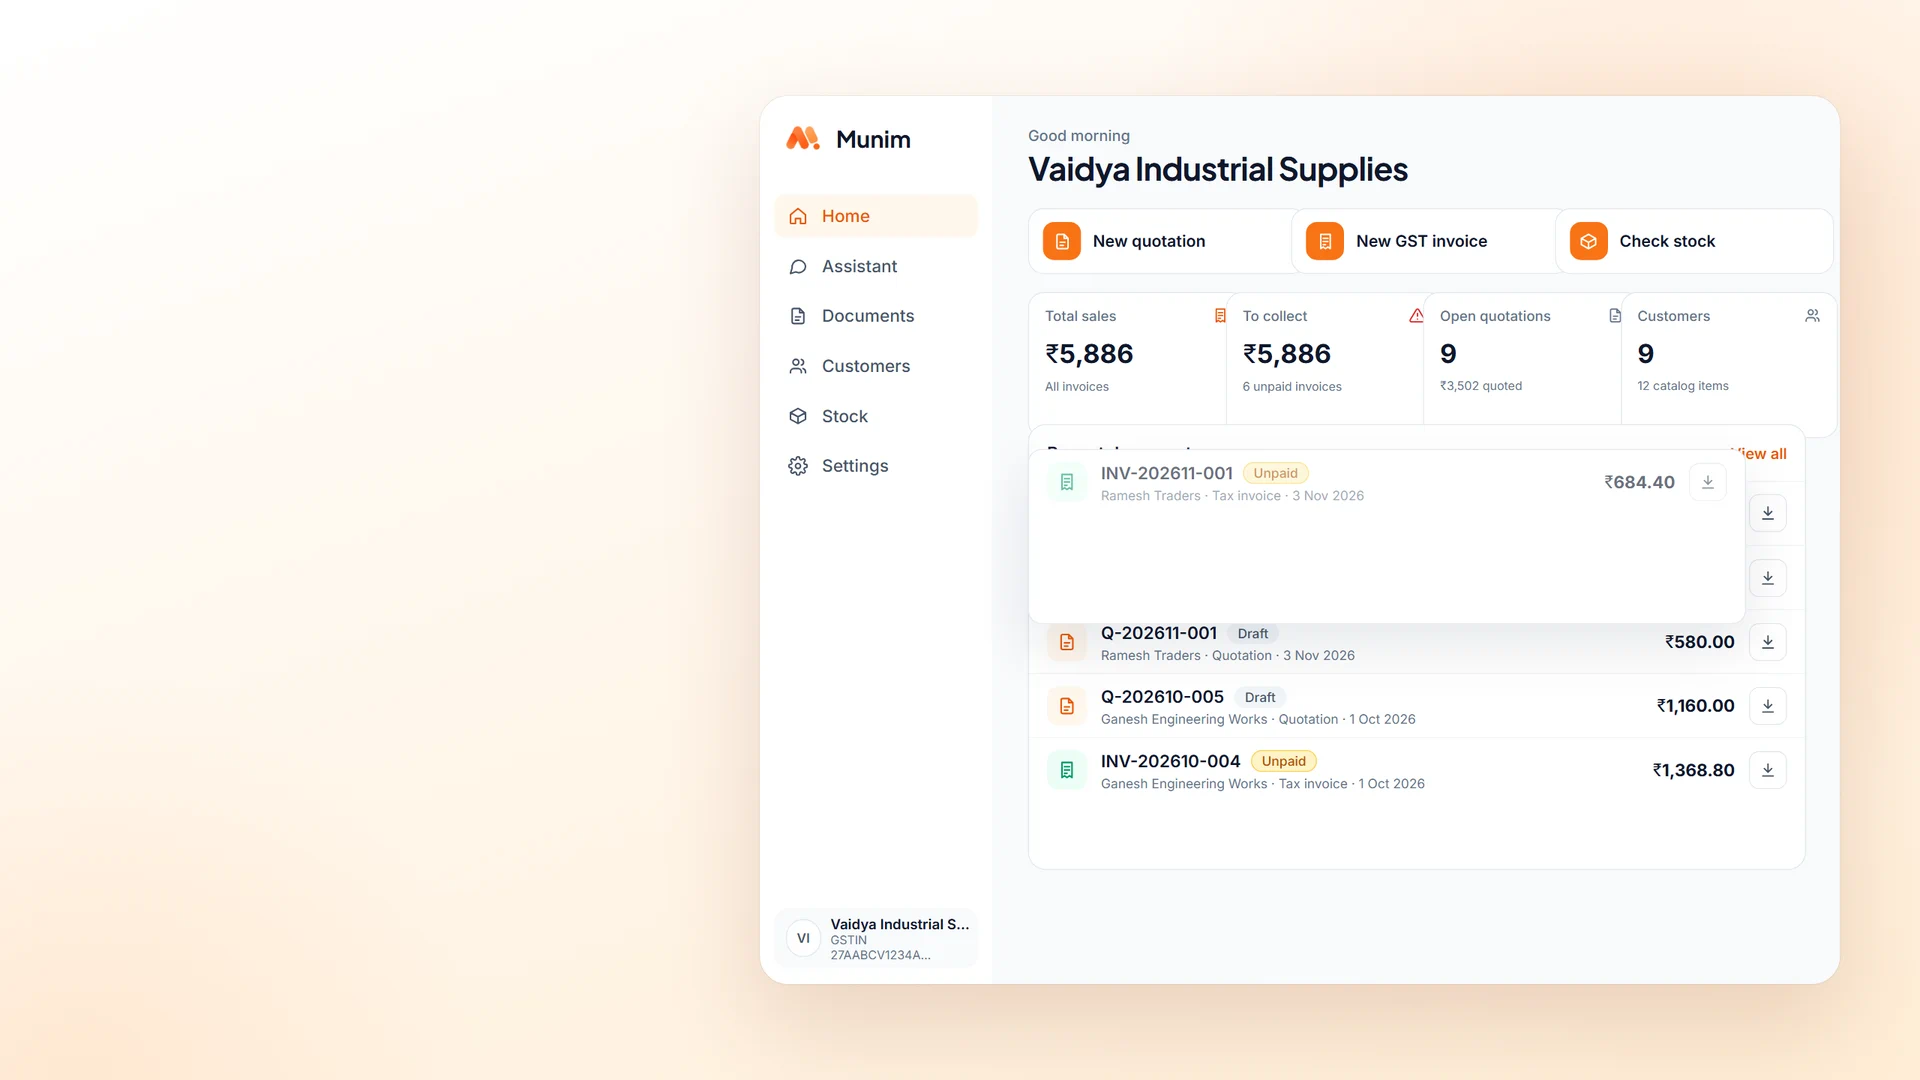 Munim
Home
Assistant
Documents
Customers
Stock
Settings
VI
Vaidya Industrial S...
GSTIN
27AABCV1234A...
Good morning
Vaidya Industrial Supplies
New quotation
New GST invoice
Check stock
Total sales
₹5,886
All invoices
To collect
₹5,886
6 unpaid invoices
Open quotations
9
₹3,502 quoted
Customers
9
12 catalog items
View all
INV-202611-001 Unpaid
Ramesh Traders · Tax invoice · 3 Nov 2026
₹684.40
Q-202611-001 Draft
Ramesh Traders · Quotation · 3 Nov 2026
₹580.00
Q-202610-005 Draft
Ganesh Engineering Works · Quotation · 1 Oct 2026
₹1,160.00
INV-202610-004 Unpaid
Ganesh Engineering Works · Tax invoice · 1 Oct 2026
₹1,368.80